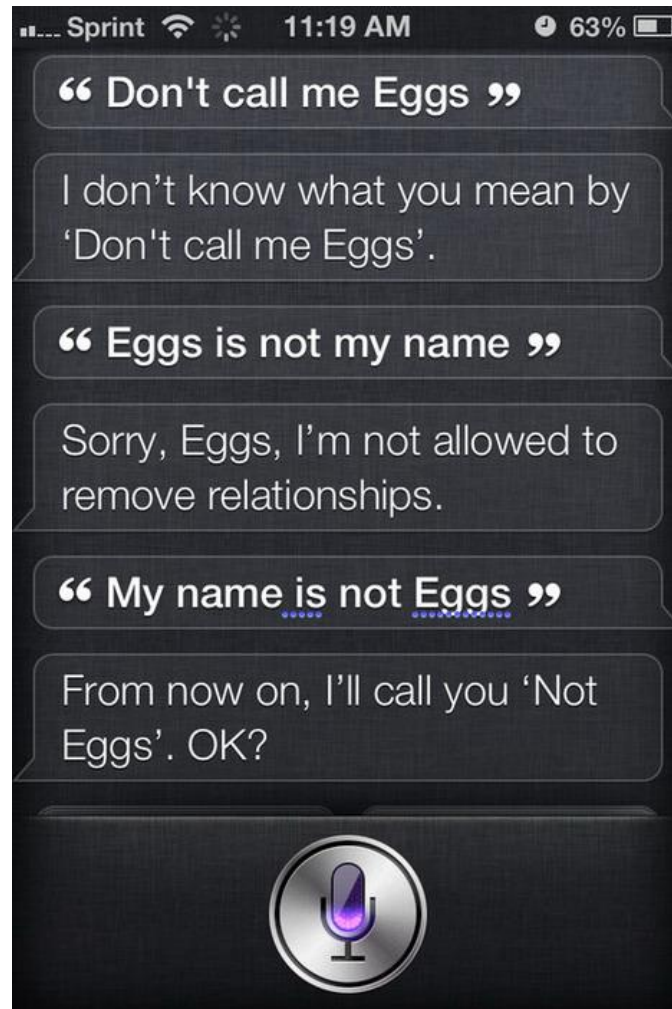 Sprint 11:19 AM 63%
“ Don't call me Eggs ”
I don’t know what you mean by
‘Don't call me Eggs’.
“ Eggs is not my name ”
Sorry, Eggs, I’m not allowed to
remove relationships.
“ My name is not Eggs ”
From now on, I’ll call you ‘Not
Eggs’. OK?